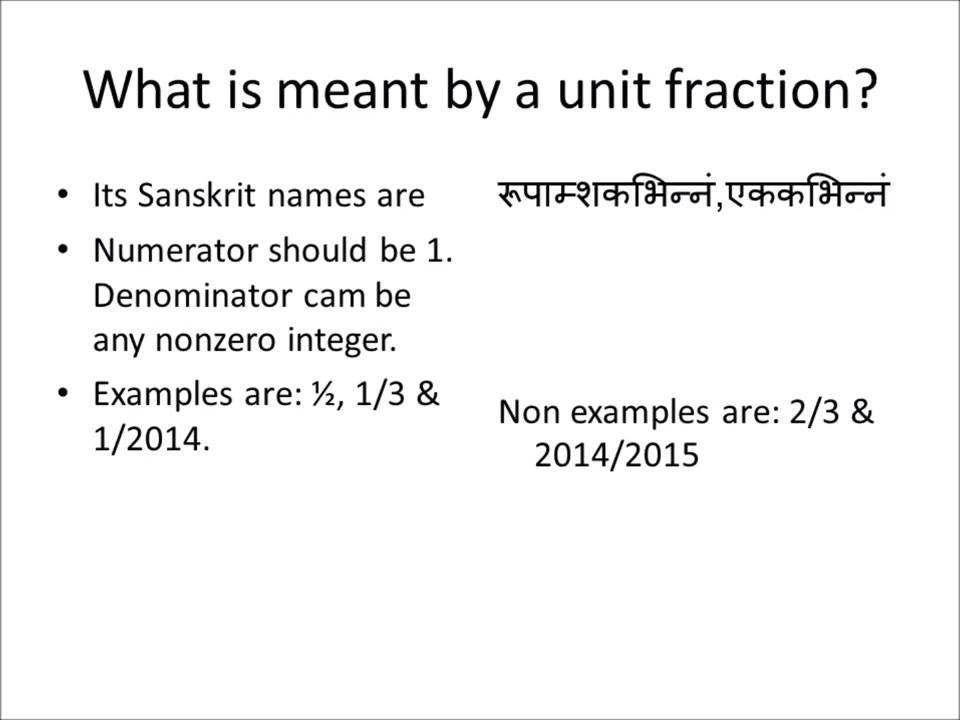 What is meant by a unit fraction?
• Its Sanskrit names are
रूपाम्शकभिन्नं,एककभिन्नं
• Numerator should be 1.
Denominator cam be
any nonzero integer.
• Examples are: ½, 1/3 &
1/2014.
Non examples are: 2/3 &
2014/2015